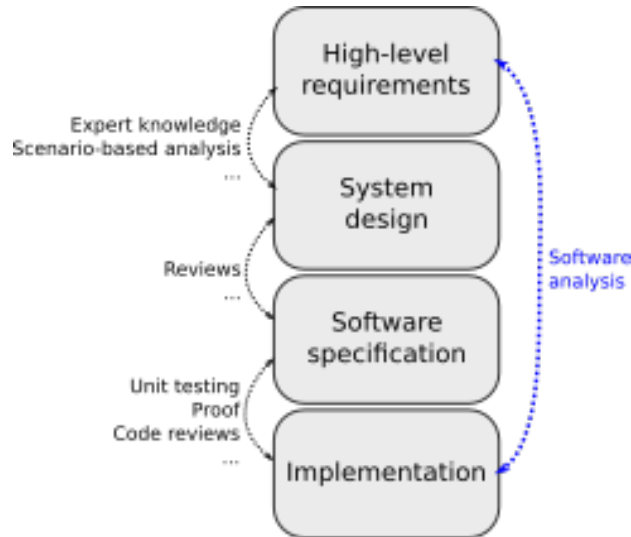 High-level
requirements
Expert knowledge
Scenario-based analysis
...
System
design
Reviews
...
Software
analysis
Software
specification
Unit testing
Proof
Code reviews
...
Implementation